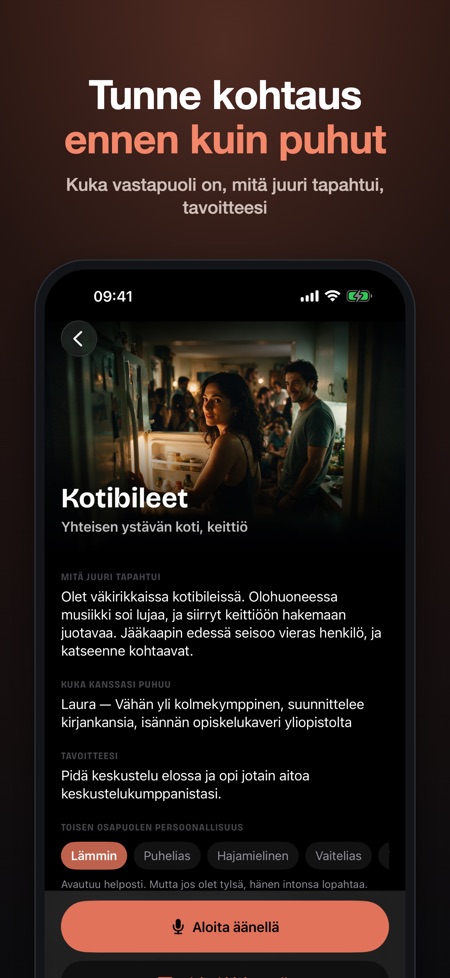 Tunne kohtaus
ennen kuin puhut
Kuka vastapuoli on, mitä juuri tapahtui,
tavoitteesi
09:41
Kotibileet
Yhteisen ystävän koti, keittiö
MITÄ JUURI TAPAHTUI
Olet väkirikkaissa kotibileissä. Olohuoneessa
musiikki soi lujaa, ja siirryt keittiöön hakemaan
juotavaa. Jääkaapin edessä seisoo vieras henkilö, ja
katseenne kohtaavat.
KUKA KANSSASI PUHUU
Laura — Vähän yli kolmekymppinen, suunnittelee
kirjankansia, isännän opiskelukaveri yliopistolta
TAVOITTEESI
Pidä keskustelu elossa ja opi jotain aitoa
keskustelukumppanistasi.
TOISEN OSAPUOLEN PERSOONALLISUUS
Lämmin Puhelias Hajamielinen Vaitelias
Avautuu helposti. Mutta jos olet tylsä, hänen intonsa lopahtaa.
Aloita äänellä